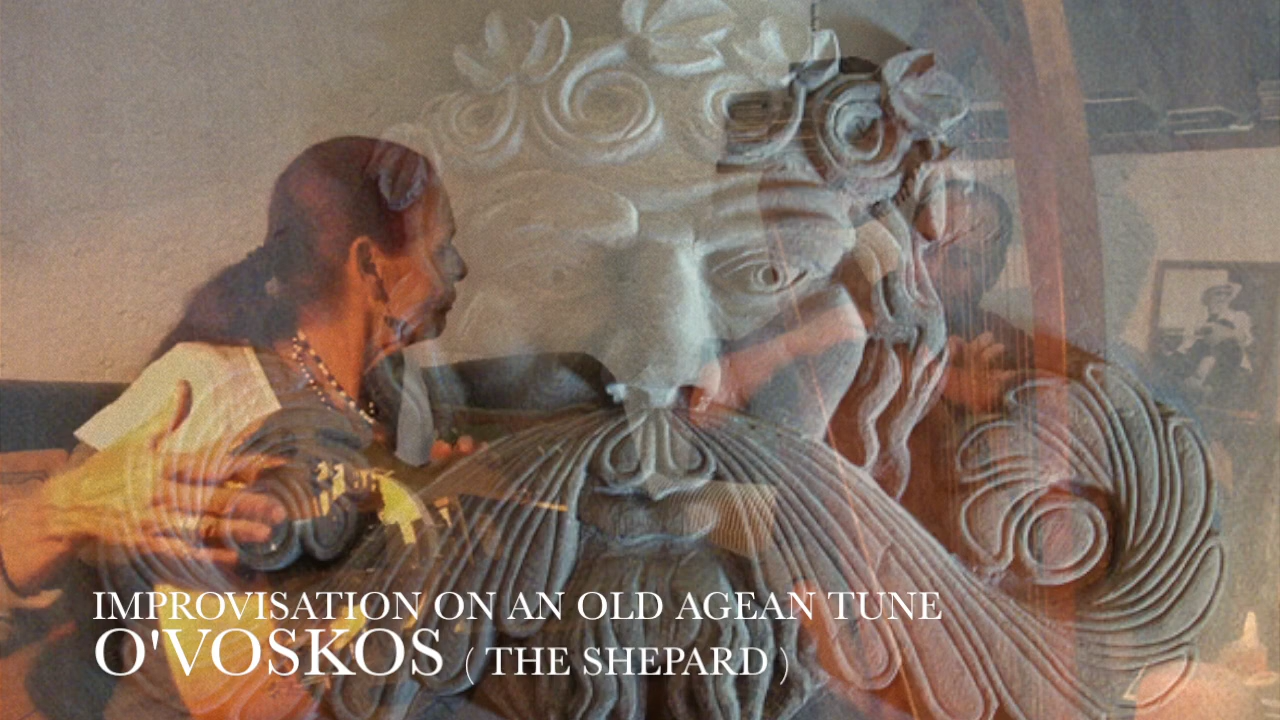 IMPROVISATION ON AN OLD AGEAN TUNE
O'VOSKOS ( THE SHEPARD )